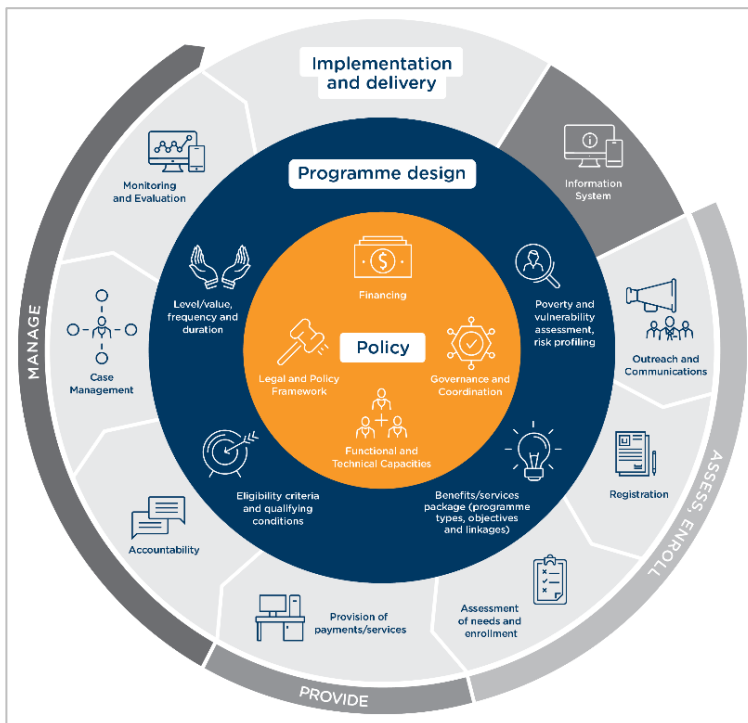 Implementation
and delivery
Information
System
Programme design
Monitoring
and Evaluation
Level/value,
frequency and
duration
Poverty and
vulnerability
assessment,
risk profiling
Financing
Outreach and
Communications
Policy
Legal and Policy
Framework
Governance and
Coordination
Functional and
Technical Capacities
Case
Management
Eligibility criteria
and qualifying
conditions
Benefits/services
package (programme
types, objectives
and linkages)
Registration
Accountability
Provision of
payments/services
Assessment
of needs and
enrollment
MANAGE
PROVIDE
ASSESS, ENROLL